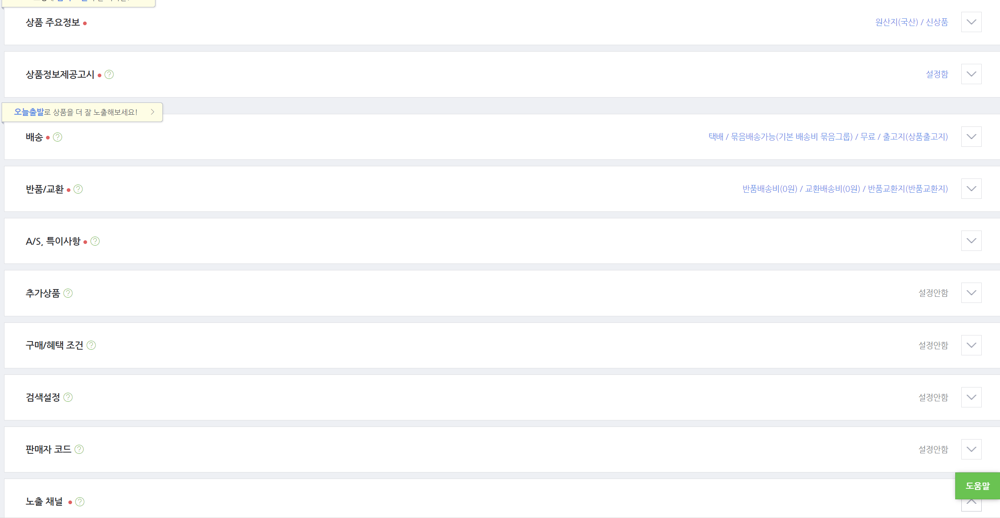 상품 주요정보
원산지(국산) / 신상품
상품정보제공고시 ?
설정함
오늘출발로 상품을 더 잘 노출해보세요!
배송 ?
택배 / 묶음배송가능(기본 배송비 묶음그룹) / 무료 / 출고지(상품출고지)
반품/교환 ?
반품배송비(0원) / 교환배송비(0원) / 반품교환지(반품교환지)
A/S, 특이사항 ?
추가상품 ?
설정안함
구매/혜택 조건 ?
설정안함
검색설정 ?
설정안함
판매자 코드 ?
설정안함
도움말
노출 채널 ?